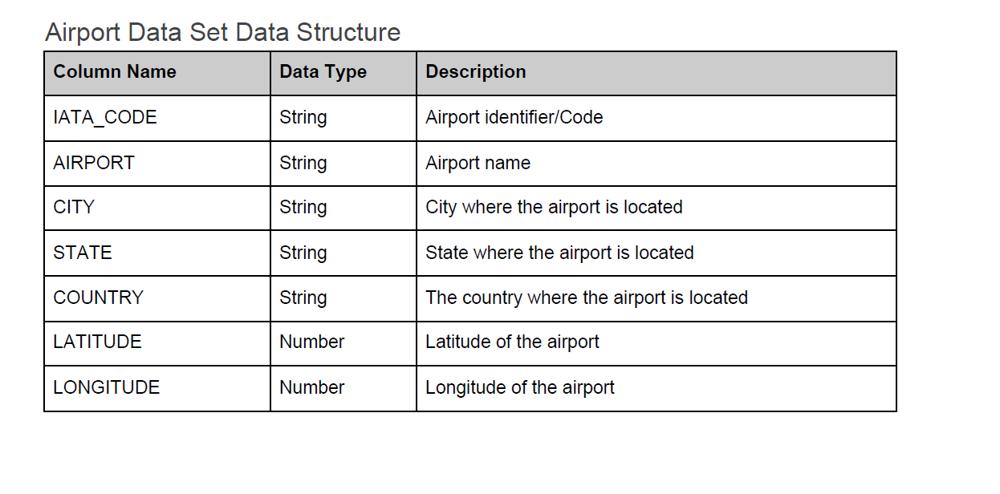 Airport Data Set Data Structure
Column Name Data Type Description
IATA_CODE String Airport identifier/Code
AIRPORT String Airport name
CITY String City where the airport is located
STATE String State where the airport is located
COUNTRY String The country where the airport is located
LATITUDE Number Latitude of the airport
LONGITUDE Number Longitude of the airport